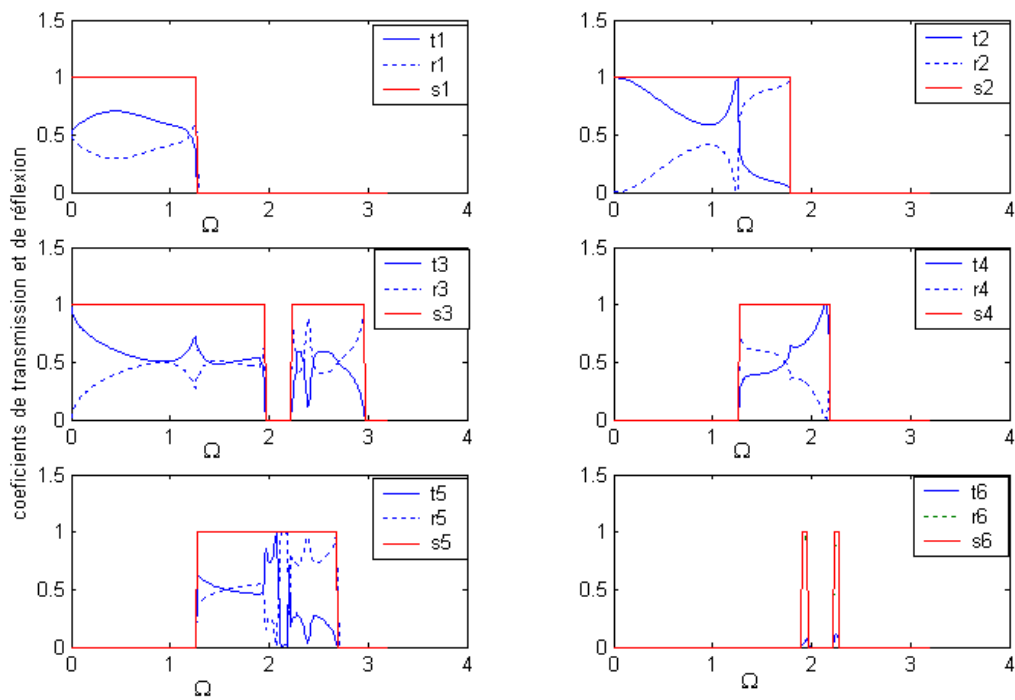 coeficients de transmission et de réflexion
1.5
1
0.5
0
0 1 2 3 4
Ω
t1
r1
s1
1.5
1
0.5
0
0 1 2 3 4
Ω
t2
r2
s2
1.5
1
0.5
0
0 1 2 3 4
Ω
t3
r3
s3
1.5
1
0.5
0
0 1 2 3 4
Ω
t4
r4
s4
1.5
1
0.5
0
0 1 2 3 4
Ω
t5
r5
s5
1.5
1
0.5
0
0 1 2 3 4
Ω
t6
r6
s6